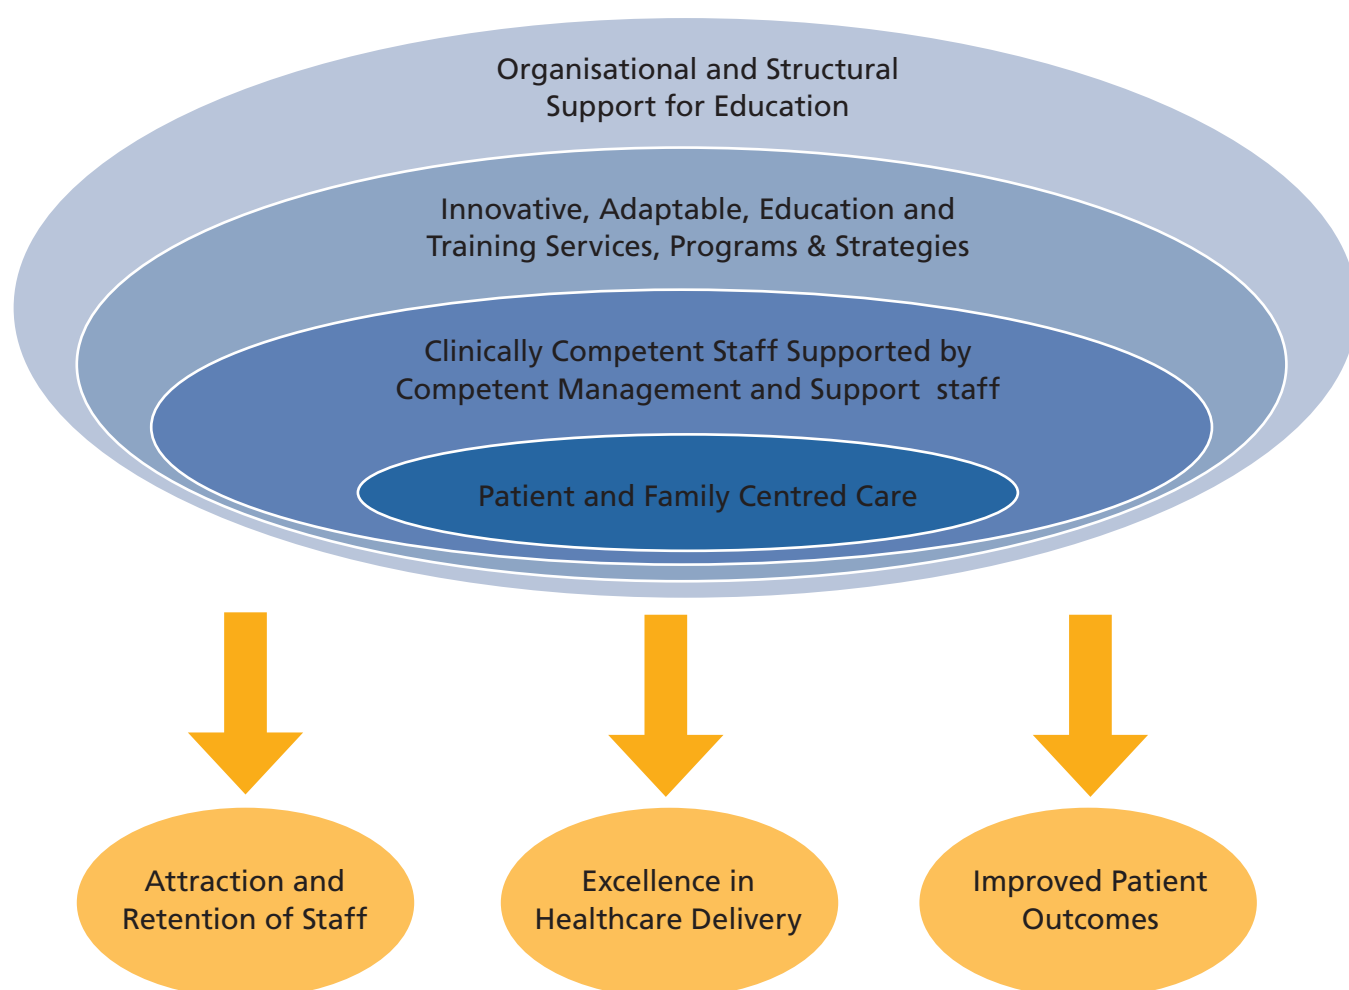 Organisational and Structural
Support for Education
Innovative, Adaptable, Education and
Training Services, Programs & Strategies
Clinically Competent Staff Supported by
Competent Management and Support  staff
Patient and Family Centred Care
Attraction and
Retention of Staff
Excellence in
Healthcare Delivery
Improved Patient
Outcomes